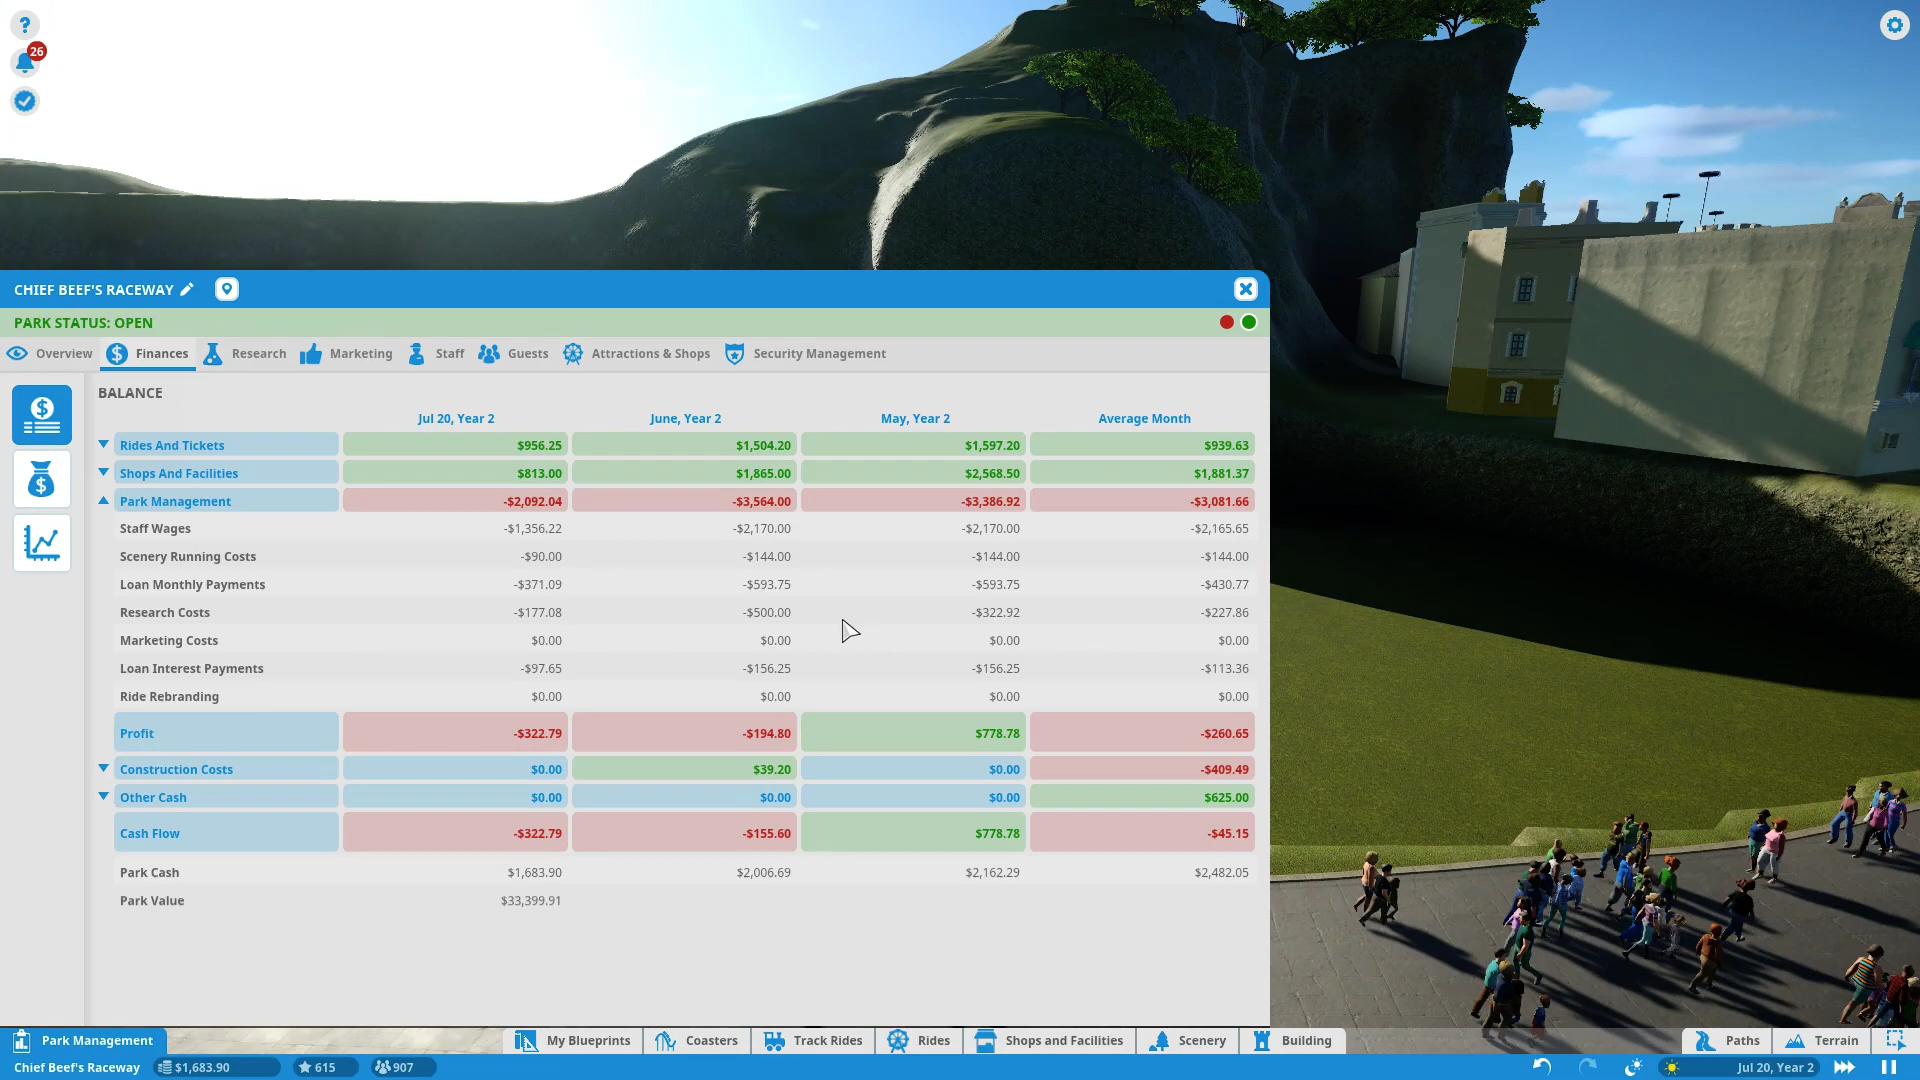 ?
26
CHIEF BEEF'S RACEWAY
PARK STATUS: OPEN
Overview Finances Research Marketing Staff Guests Attractions & Shops Security Management
BALANCE
Jul 20, Year 2 June, Year 2 May, Year 2 Average Month
Rides And Tickets $956.25 $1,504.20 $1,597.20 $939.63
Shops And Facilities $813.00 $1,865.00 $2,568.50 $1,881.37
Park Management -$2,092.04 -$3,564.00 -$3,386.92 -$3,081.66
Staff Wages -$1,356.22 -$2,170.00 -$2,170.00 -$2,165.65
Scenery Running Costs -$90.00 -$144.00 -$144.00 -$144.00
Loan Monthly Payments -$371.09 -$593.75 -$593.75 -$430.77
Research Costs -$177.08 -$500.00 -$322.92 -$227.86
Marketing Costs $0.00 $0.00 $0.00 $0.00
Loan Interest Payments -$97.65 -$156.25 -$156.25 -$113.36
Ride Rebranding $0.00 $0.00 $0.00 $0.00
Profit -$322.79 -$194.80 $778.78 -$260.65
Construction Costs $0.00 $39.20 $0.00 -$409.49
Other Cash $0.00 $0.00 $0.00 $625.00
Cash Flow -$322.79 -$155.60 $778.78 -$45.15
Park Cash $1,683.90 $2,006.69 $2,162.29 $2,482.05
Park Value $33,399.91
Park Management My Blueprints Coasters Track Rides Rides Shops and Facilities Scenery Building Paths Terrain
Chief Beef's Raceway $1,683.90 615 907 Jul 20, Year 2